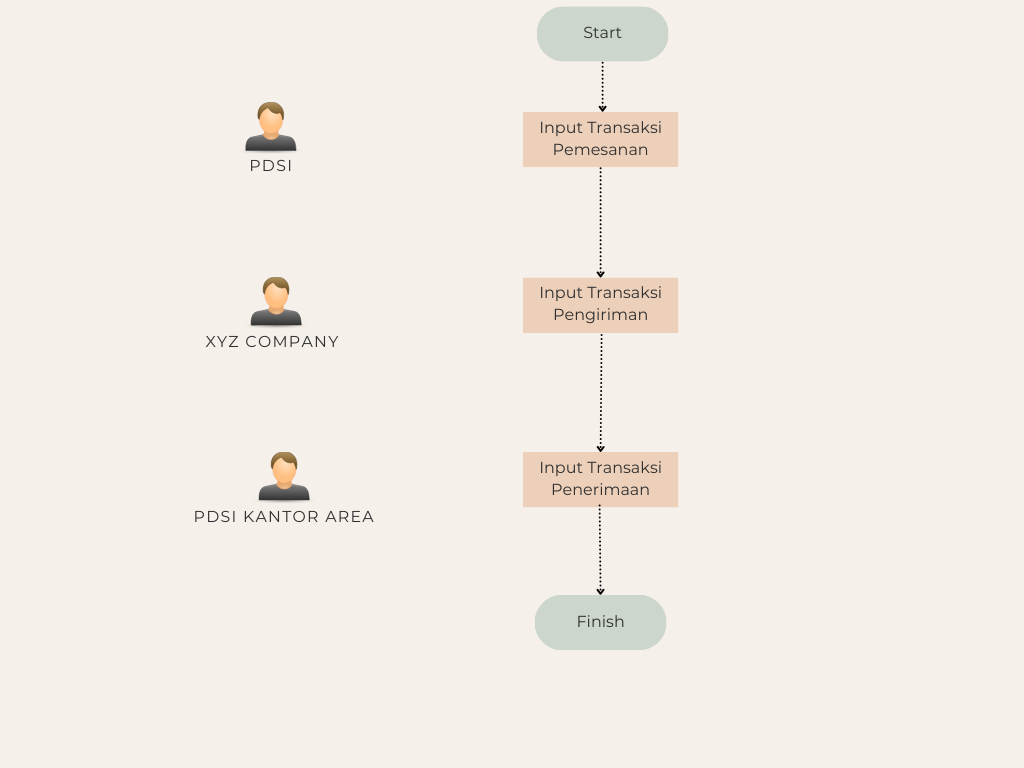 Start
Input Transaksi
Pemesanan
PDSI
Input Transaksi
Pengiriman
XYZ COMPANY
Input Transaksi
Penerimaan
PDSI KANTOR AREA
Finish